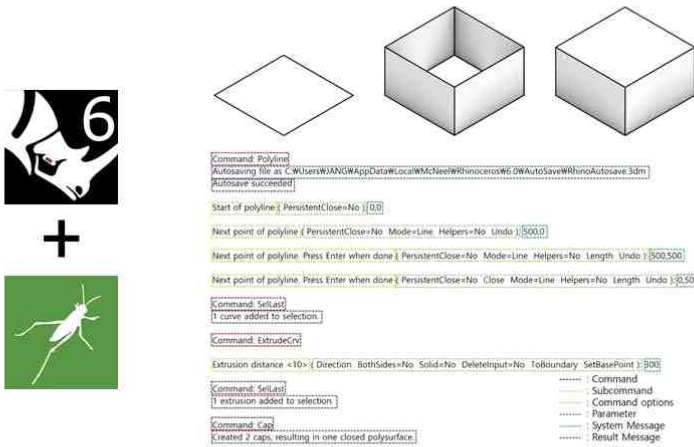 6
+
Command: Polyline
Autosaving file as C:₩Users₩JANG₩AppData₩Local₩McNeel₩Rhinoceros₩6.0₩AutoSave₩RhinoAutosave.3dm
Autosave succeeded
Start of polyline ( PersistentClose=No ): 0,0
Next point of polyline ( PersistentClose=No Mode=Line Helpers=No Undo ): 500,0
Next point of polyline. Press Enter when done ( PersistentClose=No Mode=Line Helpers=No Length Undo ): 500,500
Next point of polyline. Press Enter when done ( PersistentClose=No Close Mode=Line Helpers=No Length Undo ): 0,50
Command: SelLast
1 curve added to selection.
Command: ExtrudeCrv
Extrusion distance <10> ( Direction BothSides=No Solid=No DeleteInput=No ToBoundary SetBasePoint ): 300
Command: SelLast
1 extrusion added to selection.
Command: Cap
Created 2 caps, resulting in one closed polysurface.
: Command
: Subcommand
: Command options
: Parameter
: System Message
: Result Message